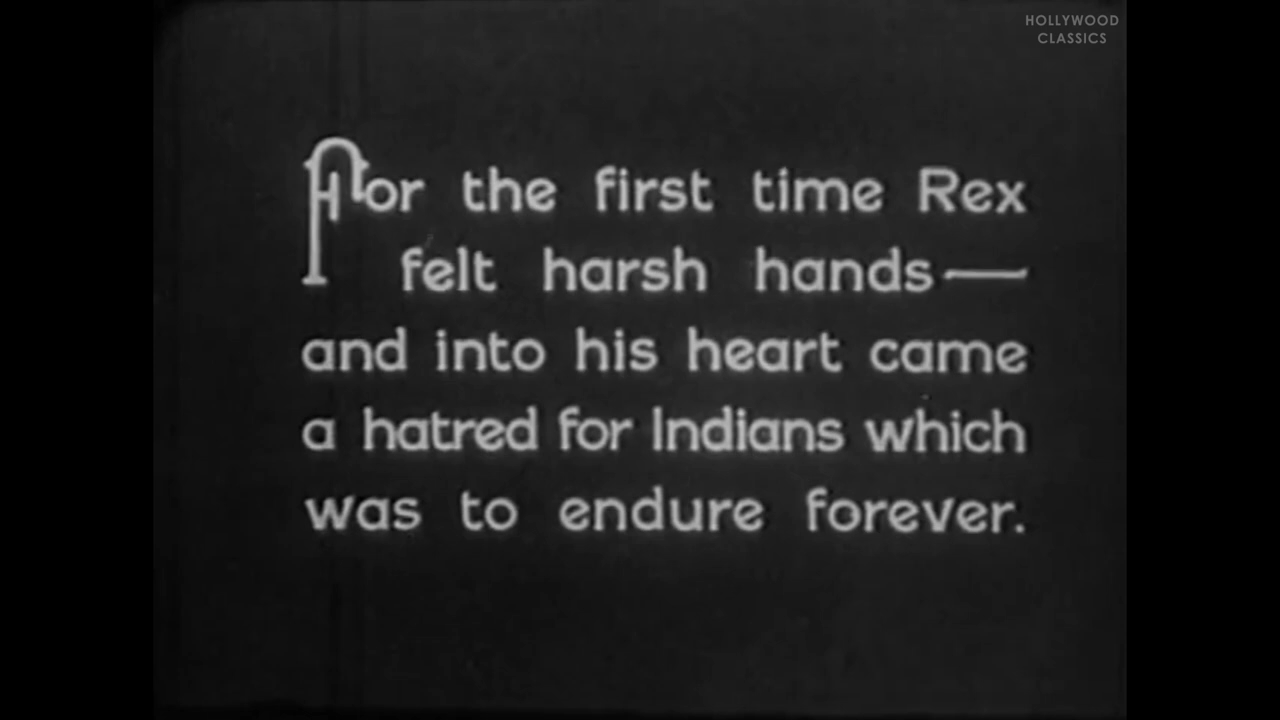 HOLLYWOOD
CLASSICS
For the first time Rex
felt harsh hands—
and into his heart came
a hatred for Indians which
was to endure forever.